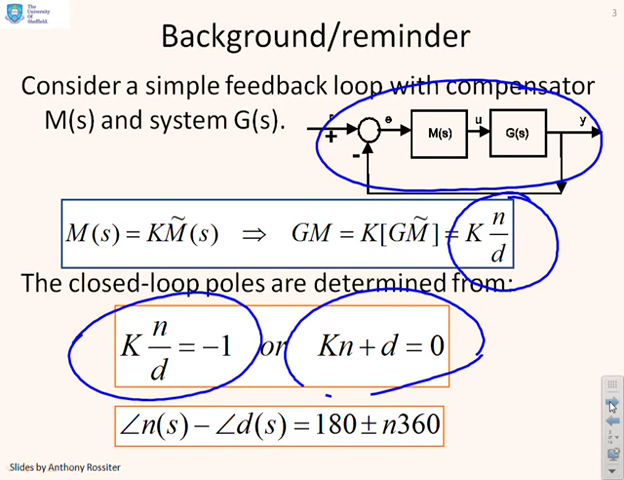 The
University
Of
Sheffield.
3
Background/reminder
Consider a simple feedback loop with compensator
M(s) and system G(s).
r e M(s) u G(s) y
+
-
M(s) = KM̃(s) ⇒ GM = K[GM̃] = K n/d
The closed-loop poles are determined from:
K n/d = −1 or Kn + d = 0
∠n(s) − ∠d(s) = 180 ± n360
Slides by Anthony Rossiter